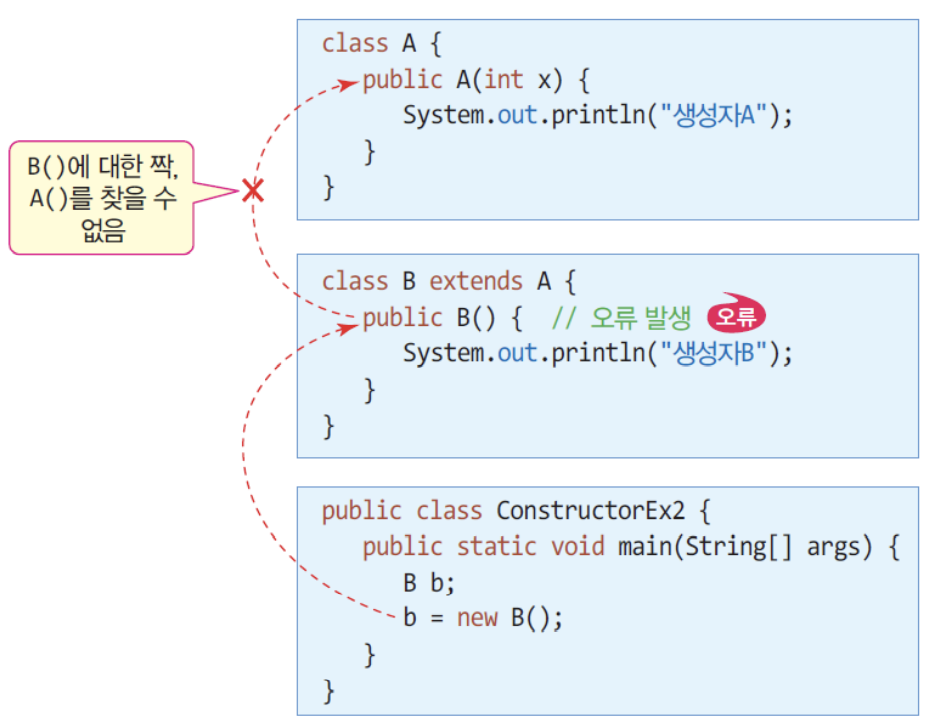 class A {
public A(int x) {
System.out.println("생성자A");
}
}
B()에 대한 짝,
A()를 찾을 수
없음
class B extends A {
public B() {  // 오류 발생 오류
System.out.println("생성자B");
}
}
public class ConstructorEx2 {
public static void main(String[] args) {
B b;
b = new B();
}
}